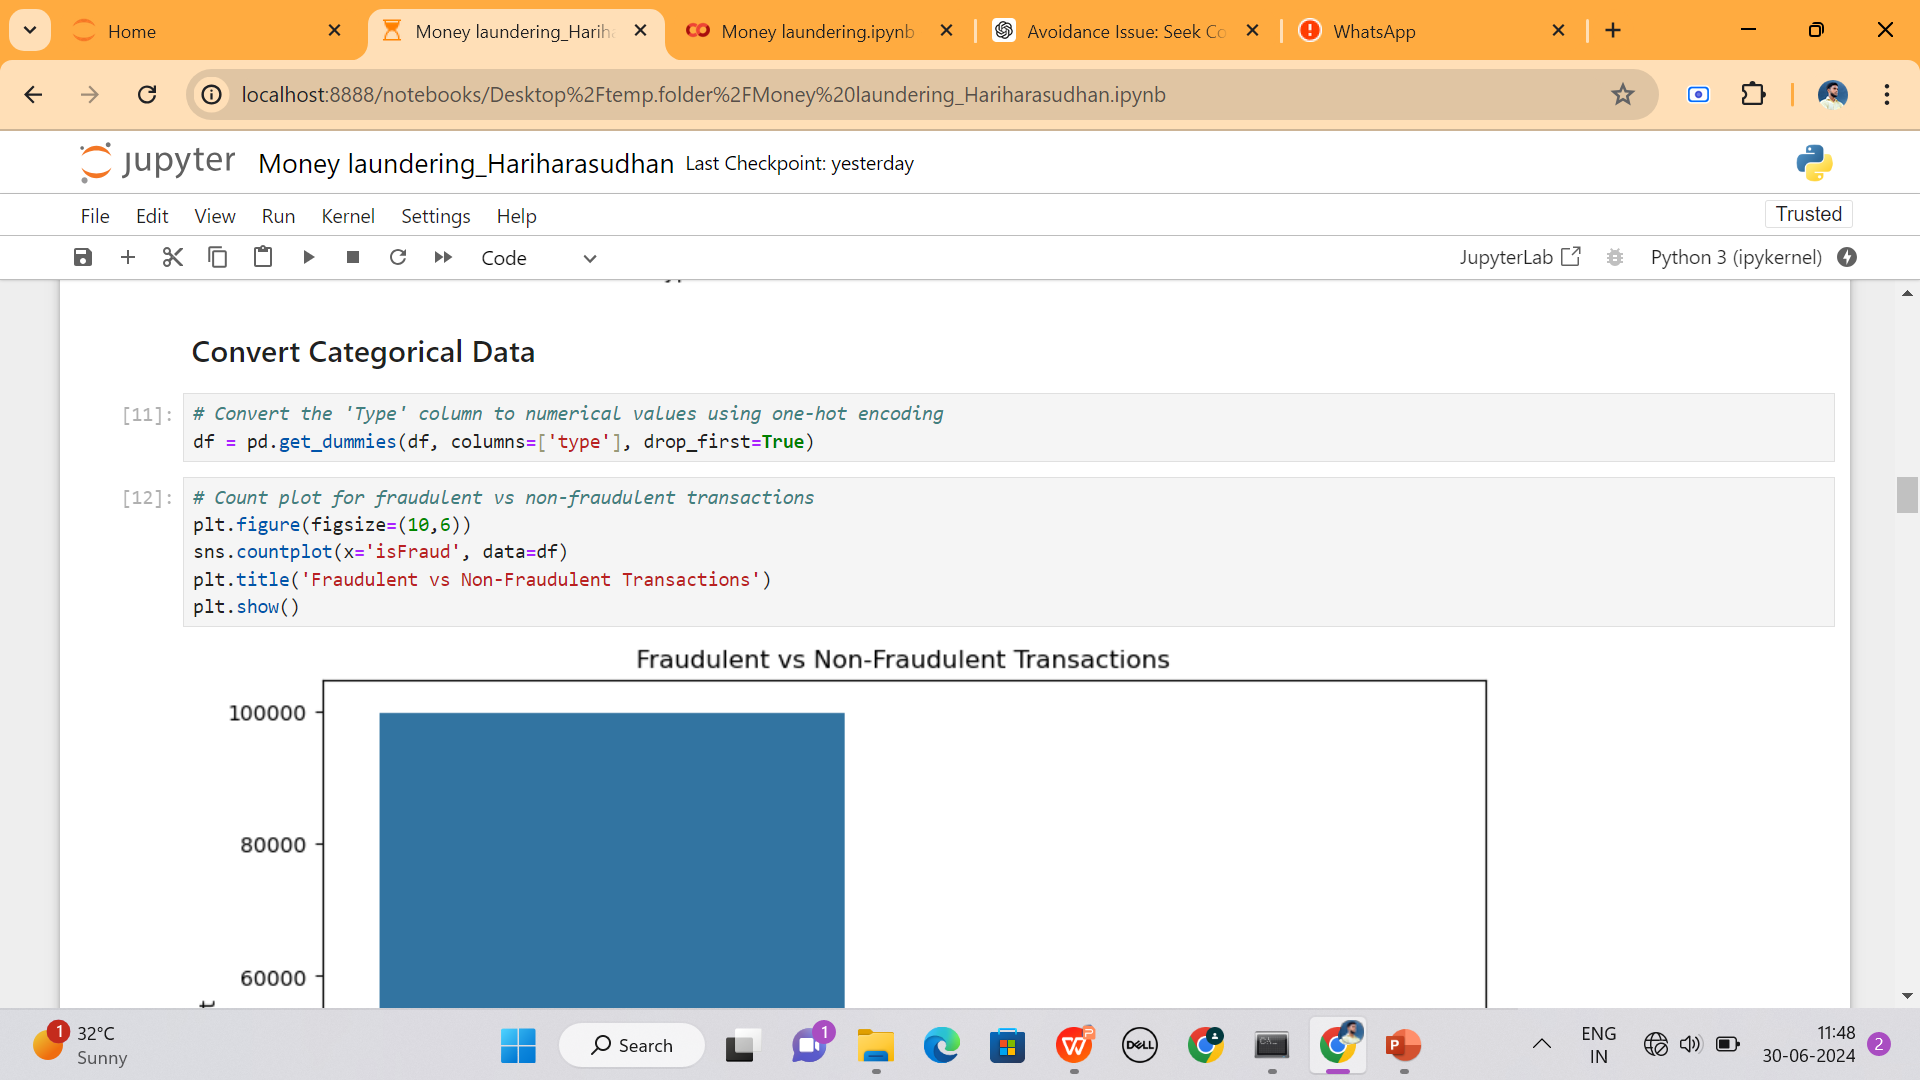 Home
Money laundering_Hariha
Money laundering.ipynb
Avoidance Issue: Seek Co
WhatsApp
localhost:8888/notebooks/Desktop%2Ftemp.folder%2FMoney%20laundering_Hariharasudhan.ipynb
jupyter Money laundering_Hariharasudhan Last Checkpoint: yesterday
File Edit View Run Kernel Settings Help
Trusted
Code
JupyterLab
Python 3 (ipykernel)
Convert Categorical Data
[11]:
# Convert the 'Type' column to numerical values using one-hot encoding
df = pd.get_dummies(df, columns=['type'], drop_first=True)
[12]:
# Count plot for fraudulent vs non-fraudulent transactions
plt.figure(figsize=(10,6))
sns.countplot(x='isFraud', data=df)
plt.title('Fraudulent vs Non-Fraudulent Transactions')
plt.show()
Fraudulent vs Non-Fraudulent Transactions
100000
80000
60000
1
32°C
Sunny
Search
1
DELL
ENG
IN
11:48
30-06-2024
2